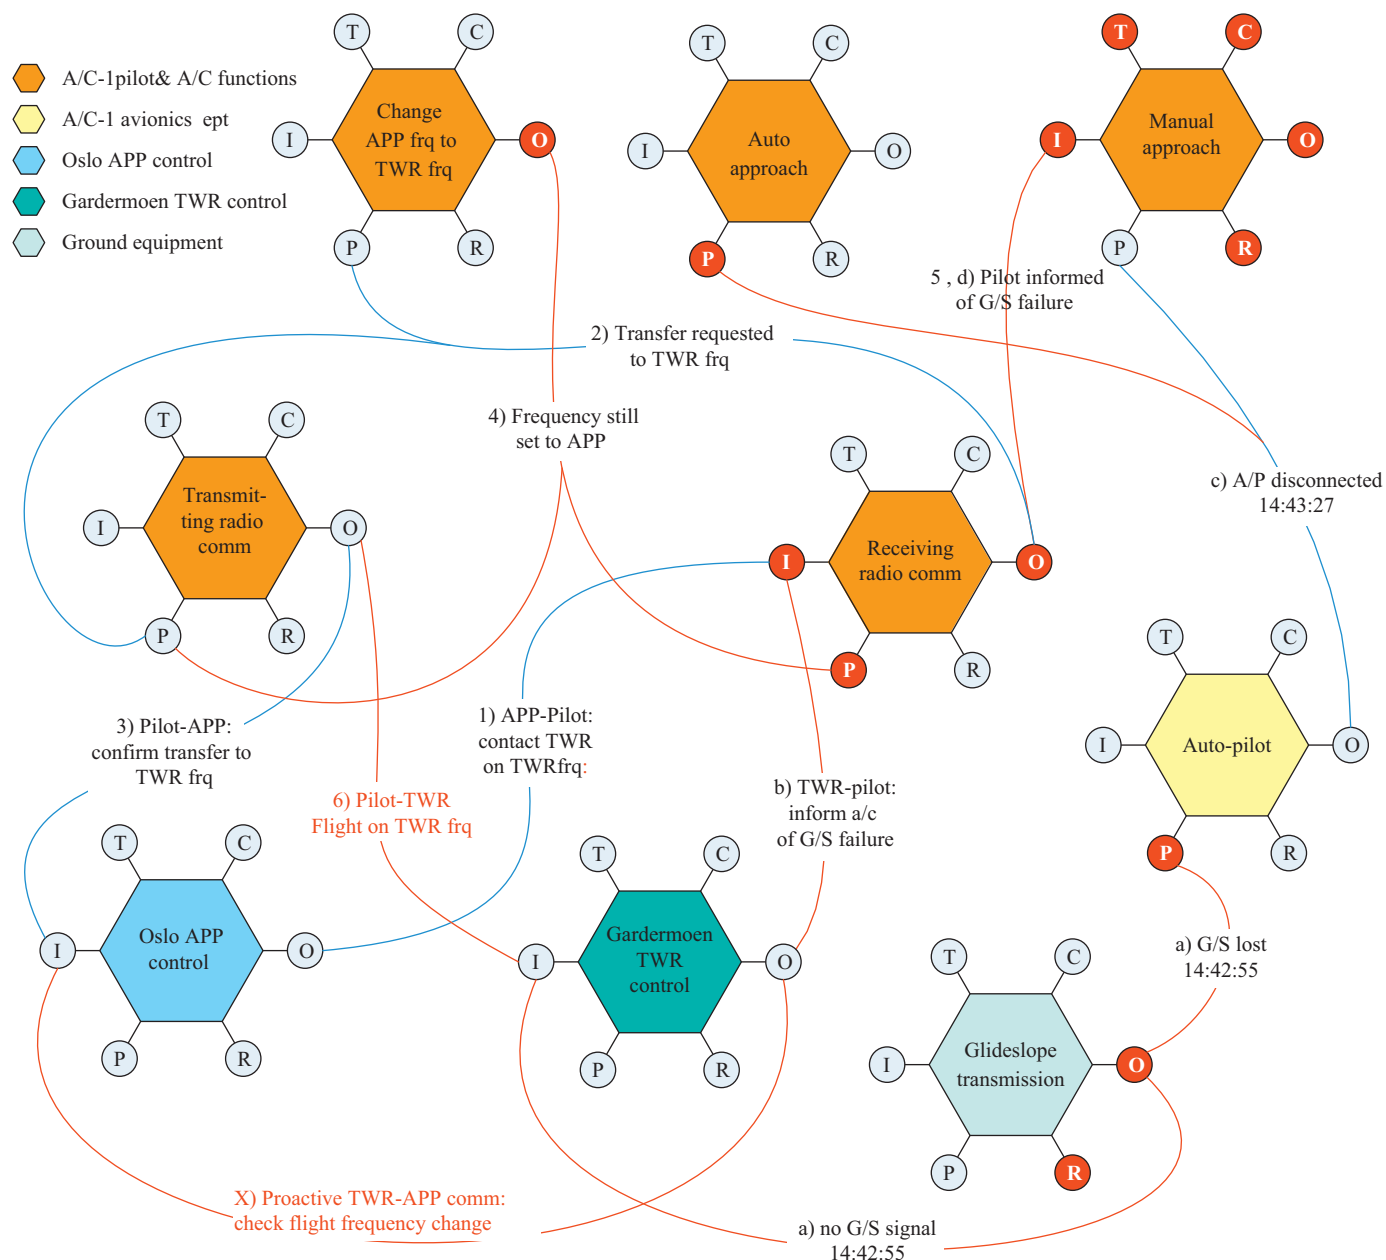 A/C-1pilot& A/C functions
A/C-1 avionics ept
Oslo APP control
Gardermoen TWR control
Ground equipment
T
C
I
Change
APP frq to
TWR frq
O
P
R
T
C
I
Auto
approach
O
P
R
T
C
I
Manual
approach
O
P
R
5 , d) Pilot informed
of G/S failure
2) Transfer requested
to TWR frq
4) Frequency still
set to APP
c) A/P disconnected
14:43:27
T
C
I
Transmit-
ting radio
comm
O
P
R
T
C
I
Receiving
radio comm
O
P
R
T
C
I
Auto-pilot
O
P
R
3) Pilot-APP:
confirm transfer to
TWR frq
1) APP-Pilot:
contact TWR
on TWRfrq:
6) Pilot-TWR
Flight on TWR frq
b) TWR-pilot:
inform a/c
of G/S failure
a) G/S lost
14:42:55
T
C
I
Oslo APP
control
O
P
R
T
C
I
Gardermoen
TWR
control
O
P
R
T
C
I
Glideslope
transmission
O
P
R
X) Proactive TWR-APP comm:
check flight frequency change
a) no G/S signal
14:42:55